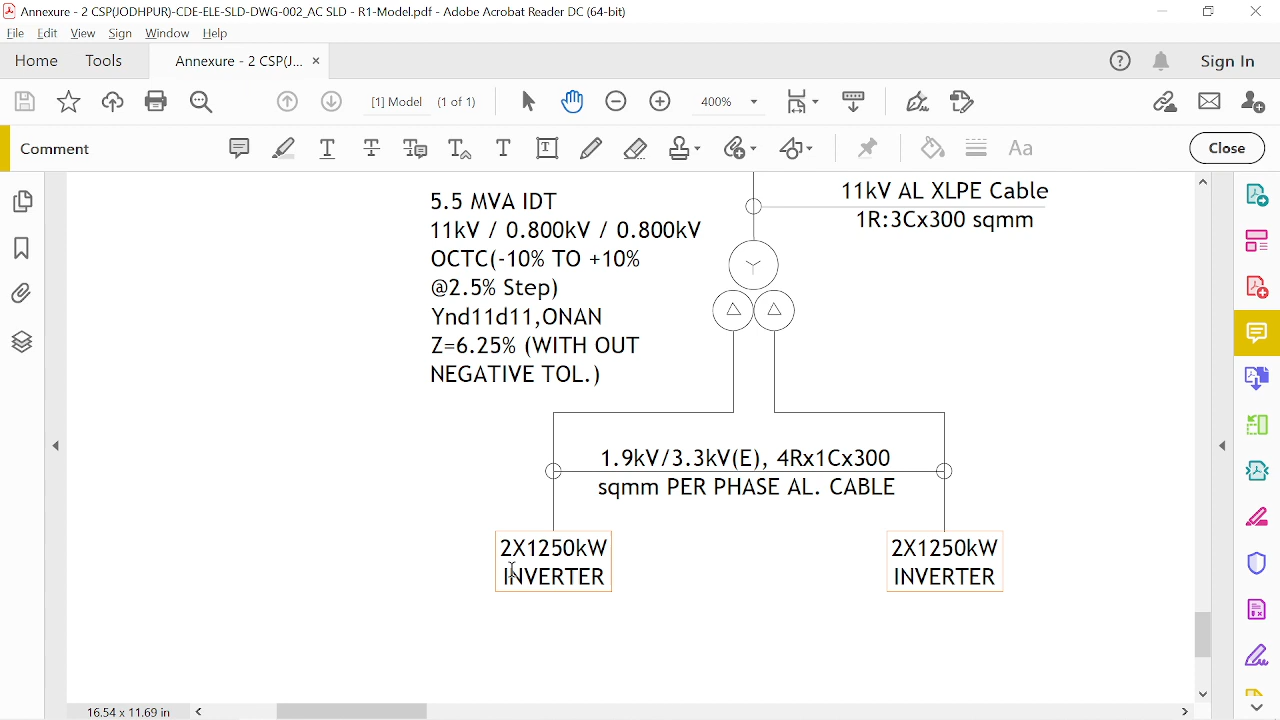 Annexure - 2 CSP(JODHPUR)-CDE-ELE-SLD-DWG-002_AC SLD - R1-Model.pdf - Adobe Acrobat Reader DC (64-bit)
File Edit View Sign Window Help
Home Tools Annexure - 2 CSP(J... × Sign In
[1] Model (1 of 1) 400%
Comment Aa Close
5.5 MVA IDT
11kV / 0.800kV / 0.800kV
OCTC(-10% TO +10%
@2.5% Step)
Ynd11d11,ONAN
Z=6.25% (WITH OUT
NEGATIVE TOL.)
11kV AL XLPE Cable
1R:3Cx300 sqmm
1.9kV/3.3kV(E), 4Rx1Cx300
sqmm PER PHASE AL. CABLE
2X1250kW
INVERTER
2X1250kW
INVERTER
16.54 x 11.69 in